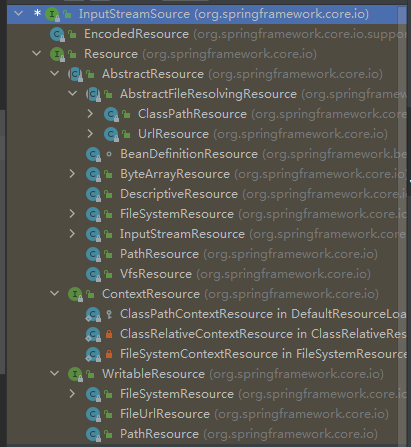 InputStreamSource (org.springframework.core.io)
EncodedResource (org.springframework.core.io.suppor
Resource (org.springframework.core.io)
AbstractResource (org.springframework.core.io)
AbstractFileResolvingResource (org.springframew
ClassPathResource (org.springframework.core.io)
UrlResource (org.springframework.core.io)
BeanDefinitionResource (org.springframework.be
ByteArrayResource (org.springframework.core.io)
DescriptiveResource (org.springframework.core.io)
FileSystemResource (org.springframework.core.io)
InputStreamResource (org.springframework.core.io)
PathResource (org.springframework.core.io)
VfsResource (org.springframework.core.io)
ContextResource (org.springframework.core.io)
ClassPathContextResource in DefaultResourceLoa
ClassRelativeContextResource in ClassRelativeRes
FileSystemContextResource in FileSystemResource
WritableResource (org.springframework.core.io)
FileSystemResource (org.springframework.core.io)
FileUrlResource (org.springframework.core.io)
PathResource (org.springframework.core.io)